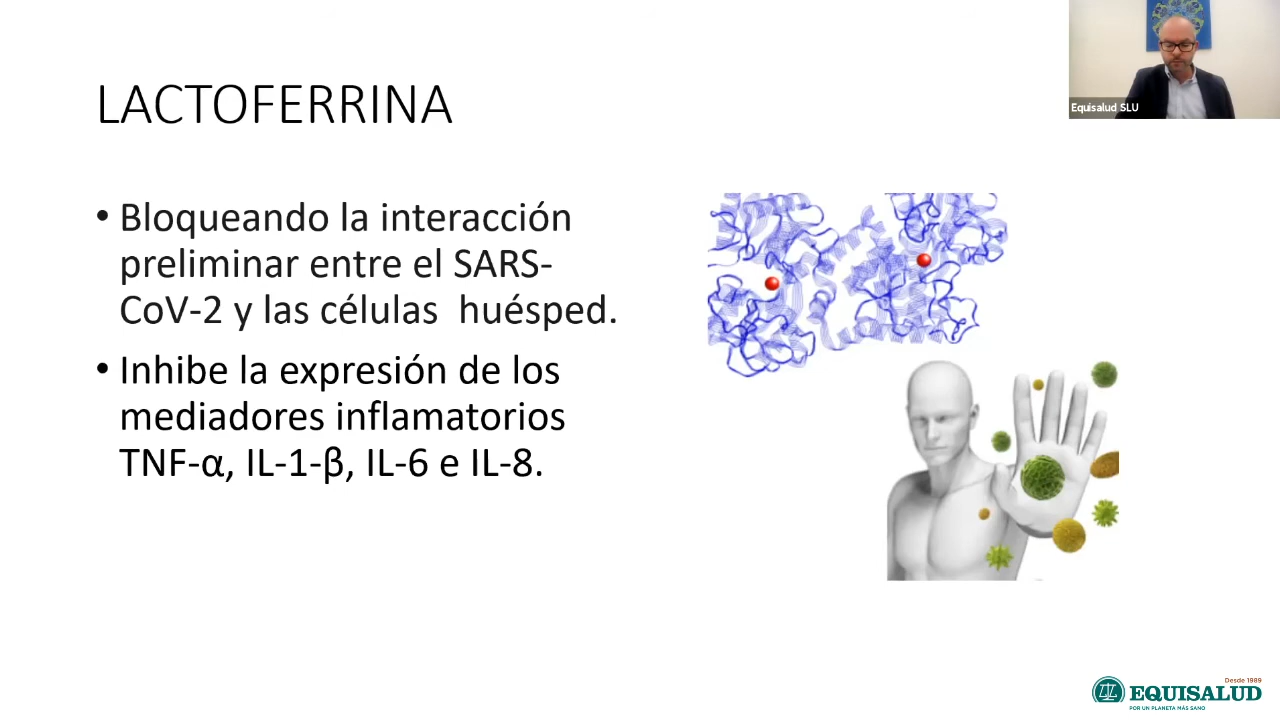 LACTOFERRINA
Equisalud SLU
• Bloqueando la interacción
preliminar entre el SARS-
CoV-2 y las células  huésped.
• Inhibe la expresión de los
mediadores inflamatorios
TNF-α, IL-1-β, IL-6 e IL-8.
Desde 1989
EQUISALUD
POR UN PLANETA MÁS SANO